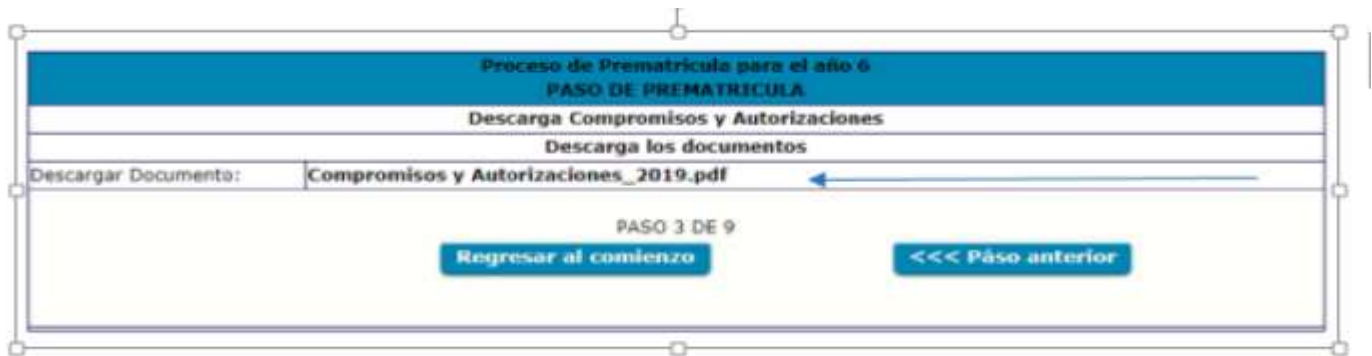 Proceso de Prematricula para el año 6
PASO DE PREMATRICULA
Descarga Compromisos y Autorizaciones
Descarga los documentos
Descargar Documento: Compromisos y Autorizaciones_2019.pdf
PASO 3 DE 9
Regresar al comienzo <<< Páso anterior